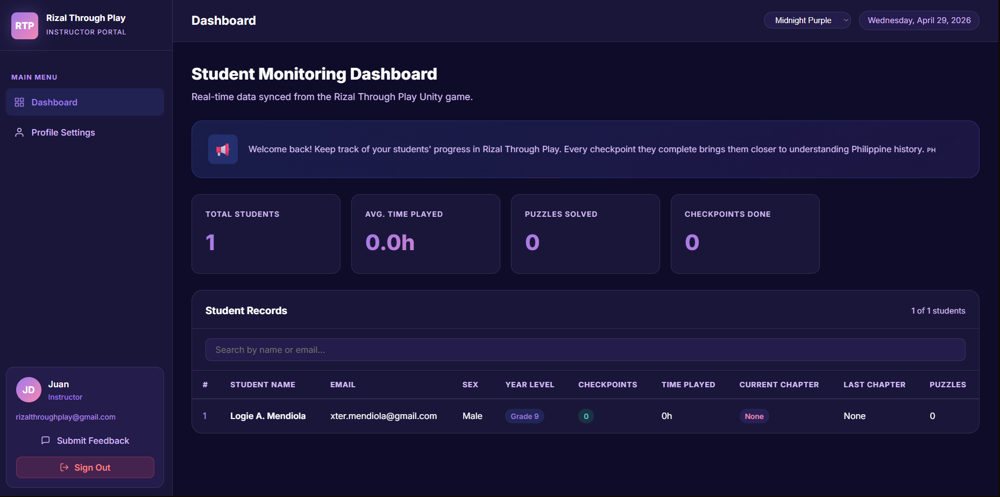 RTP
Rizal Through Play
INSTRUCTOR PORTAL
MAIN MENU
Dashboard
Profile Settings
JD
Juan
Instructor
rizalthroughplay@gmail.com
Submit Feedback
Sign Out
Dashboard
Midnight Purple
Wednesday, April 29, 2026
Student Monitoring Dashboard
Real-time data synced from the Rizal Through Play Unity game.
Welcome back! Keep track of your students' progress in Rizal Through Play. Every checkpoint they complete brings them closer to understanding Philippine history. PH
TOTAL STUDENTS
1
AVG. TIME PLAYED
0.0h
PUZZLES SOLVED
0
CHECKPOINTS DONE
0
Student Records
1 of 1 students
Search by name or email...
# STUDENT NAME EMAIL SEX YEAR LEVEL CHECKPOINTS TIME PLAYED CURRENT CHAPTER LAST CHAPTER PUZZLES
1 Logie A. Mendiola xter.mendiola@gmail.com Male Grade 9 0 0h None None 0